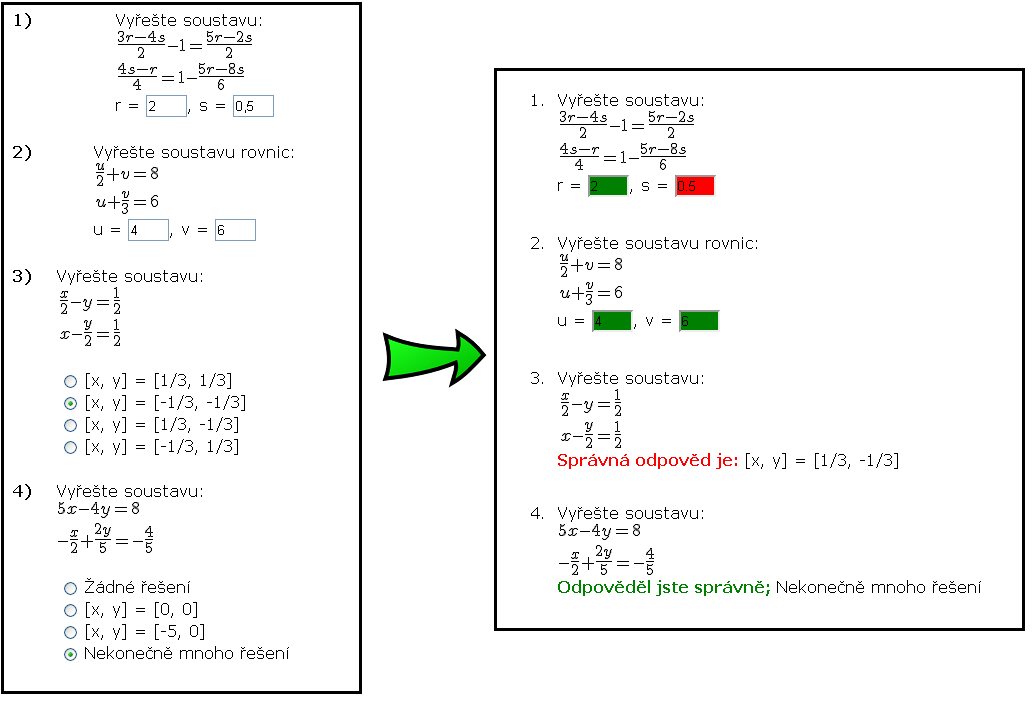 1) Vyřešte soustavu:
\frac{3r-4s}{2}-1=\frac{5r-2s}{2}
\frac{4s-r}{4}=1-\frac{5r-8s}{6}
r = 2, s = 0,5
2) Vyřešte soustavu rovnic:
\frac{u}{2}+v=8
u+\frac{v}{3}=6
u = 4, v = 6
3) Vyřešte soustavu:
\frac{x}{2}-y=\frac{1}{2}
x-\frac{y}{2}=\frac{1}{2}
[x, y] = [1/3, 1/3]
[x, y] = [-1/3, -1/3]
[x, y] = [1/3, -1/3]
[x, y] = [-1/3, 1/3]
4) Vyřešte soustavu:
5x-4y=8
-\frac{x}{2}+\frac{2y}{5}=-\frac{4}{5}
Žádné řešení
[x, y] = [0, 0]
[x, y] = [-5, 0]
Nekonečně mnoho řešení
1. Vyřešte soustavu:
\frac{3r-4s}{2}-1=\frac{5r-2s}{2}
\frac{4s-r}{4}=1-\frac{5r-8s}{6}
r = 2, s = 0.5
2. Vyřešte soustavu rovnic:
\frac{u}{2}+v=8
u+\frac{v}{3}=6
u = 4, v = 6
3. Vyřešte soustavu:
\frac{x}{2}-y=\frac{1}{2}
x-\frac{y}{2}=\frac{1}{2}
Správná odpověd je: [x, y] = [1/3, -1/3]
4. Vyřešte soustavu:
5x-4y=8
-\frac{x}{2}+\frac{2y}{5}=-\frac{4}{5}
Odpověděl jste správně; Nekonečně mnoho řešení